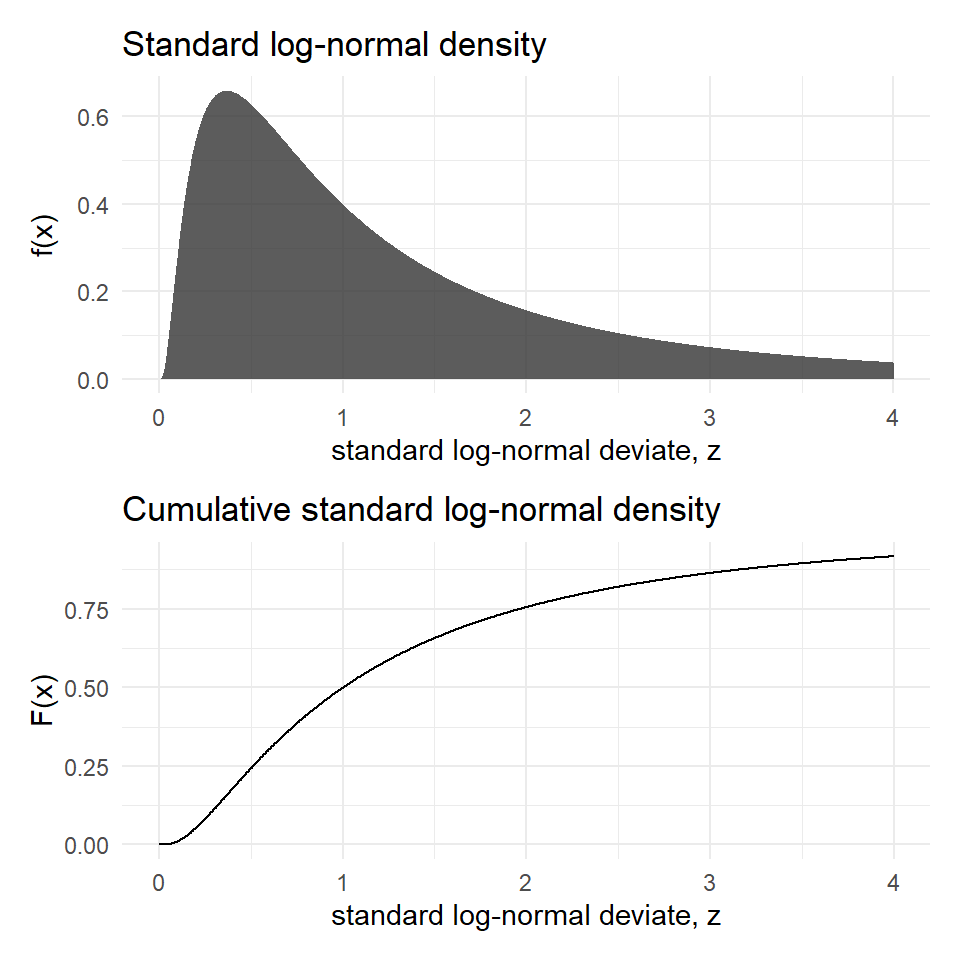 Standard log-normal density
f(x)
0.6
0.4
0.2
0.0
0 1 2 3 4
standard log-normal deviate, z
Cumulative standard log-normal density
F(x)
0.75
0.50
0.25
0.00
0 1 2 3 4
standard log-normal deviate, z